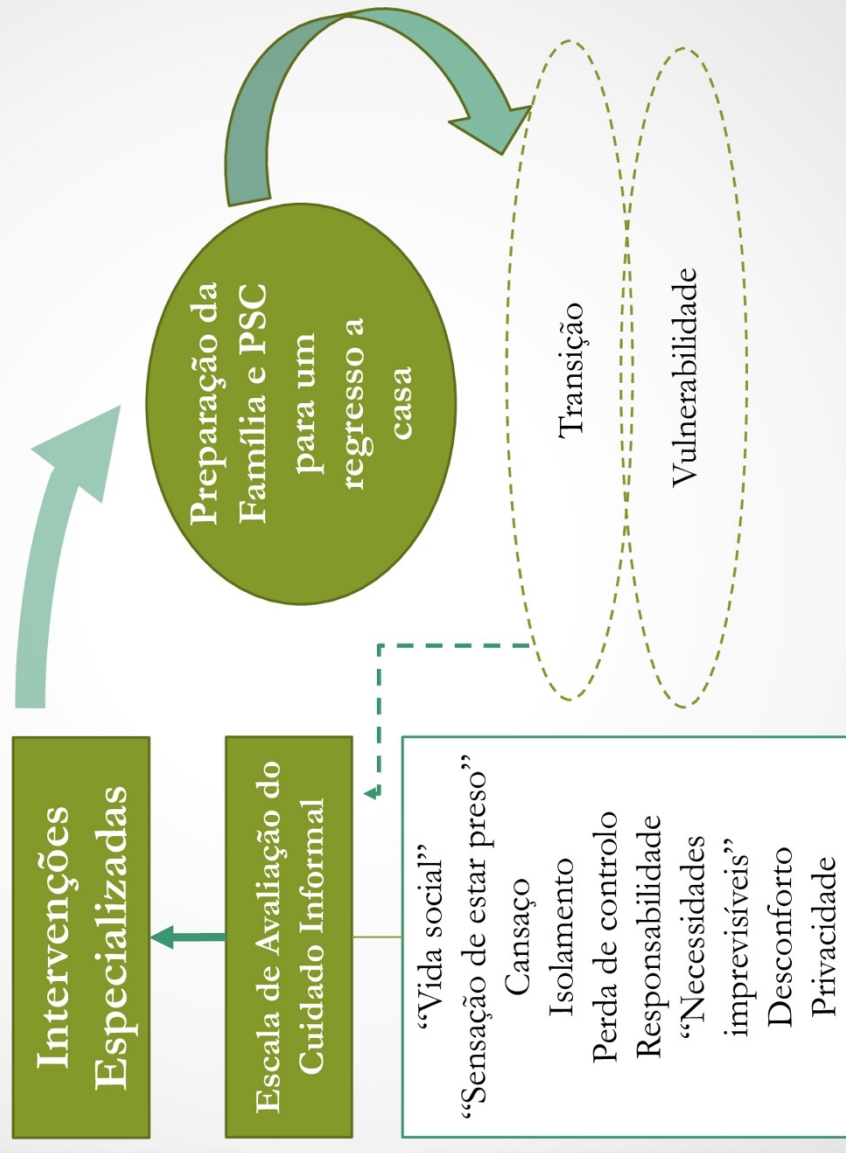 Intervenções
Especializadas
Escala de Avaliação do
Cuidado Informal
“Vida social”
“Sensação de estar preso”
Cansaço
Isolamento
Perda de controlo
Responsabilidade
“Necessidades
imprevisíveis”
Desconforto
Privacidade
Preparação da
Família e PSC
para um
regresso a
casa
Transição
Vulnerabilidade